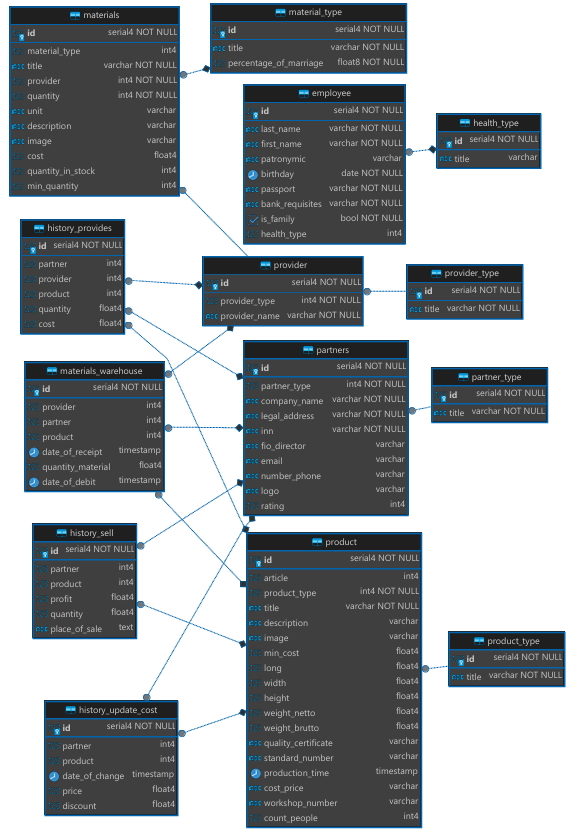 materials
id serial4 NOT NULL
material_type int4
title varchar NOT NULL
provider int4 NOT NULL
quantity int4 NOT NULL
unit varchar
description varchar
image varchar
cost float4
quantity_in_stock int4
min_quantity int4
material_type
id serial4 NOT NULL
title varchar NOT NULL
percentage_of_marriage float8 NOT NULL
employee
id serial4 NOT NULL
last_name varchar NOT NULL
first_name varchar NOT NULL
patronymic varchar
birthday date NOT NULL
passport varchar NOT NULL
bank_requisites varchar NOT NULL
is_family bool NOT NULL
health_type int4
health_type
id serial4 NOT NULL
title varchar
history_provides
id serial4 NOT NULL
partner int4
provider int4
product int4
quantity float4
cost float4
provider
id serial4 NOT NULL
provider_type int4 NOT NULL
provider_name varchar NOT NULL
provider_type
id serial4 NOT NULL
title varchar NOT NULL
materials_warehouse
id serial4 NOT NULL
provider int4
partner int4
product int4
date_of_receipt timestamp
quantity_material float4
date_of_debit timestamp
partners
id serial4 NOT NULL
partner_type int4 NOT NULL
company_name varchar NOT NULL
legal_address varchar NOT NULL
inn varchar NOT NULL
fio_director varchar
email varchar
number_phone varchar
logo varchar
rating int4
partner_type
id serial4 NOT NULL
title varchar NOT NULL
history_sell
id serial4 NOT NULL
partner int4
product int4
profit float4
quantity float4
place_of_sale text
product
id serial4 NOT NULL
article int4
product_type int4 NOT NULL
title varchar NOT NULL
description varchar
image varchar
min_cost float4
long float4
width float4
height float4
weight_netto float4
weight_brutto float4
quality_certificate varchar
standard_number varchar
production_time timestamp
cost_price varchar
workshop_number varchar
count_people int4
product_type
id serial4 NOT NULL
title varchar NOT NULL
history_update_cost
id serial4 NOT NULL
partner int4
product int4
date_of_change timestamp
price float4
discount float4